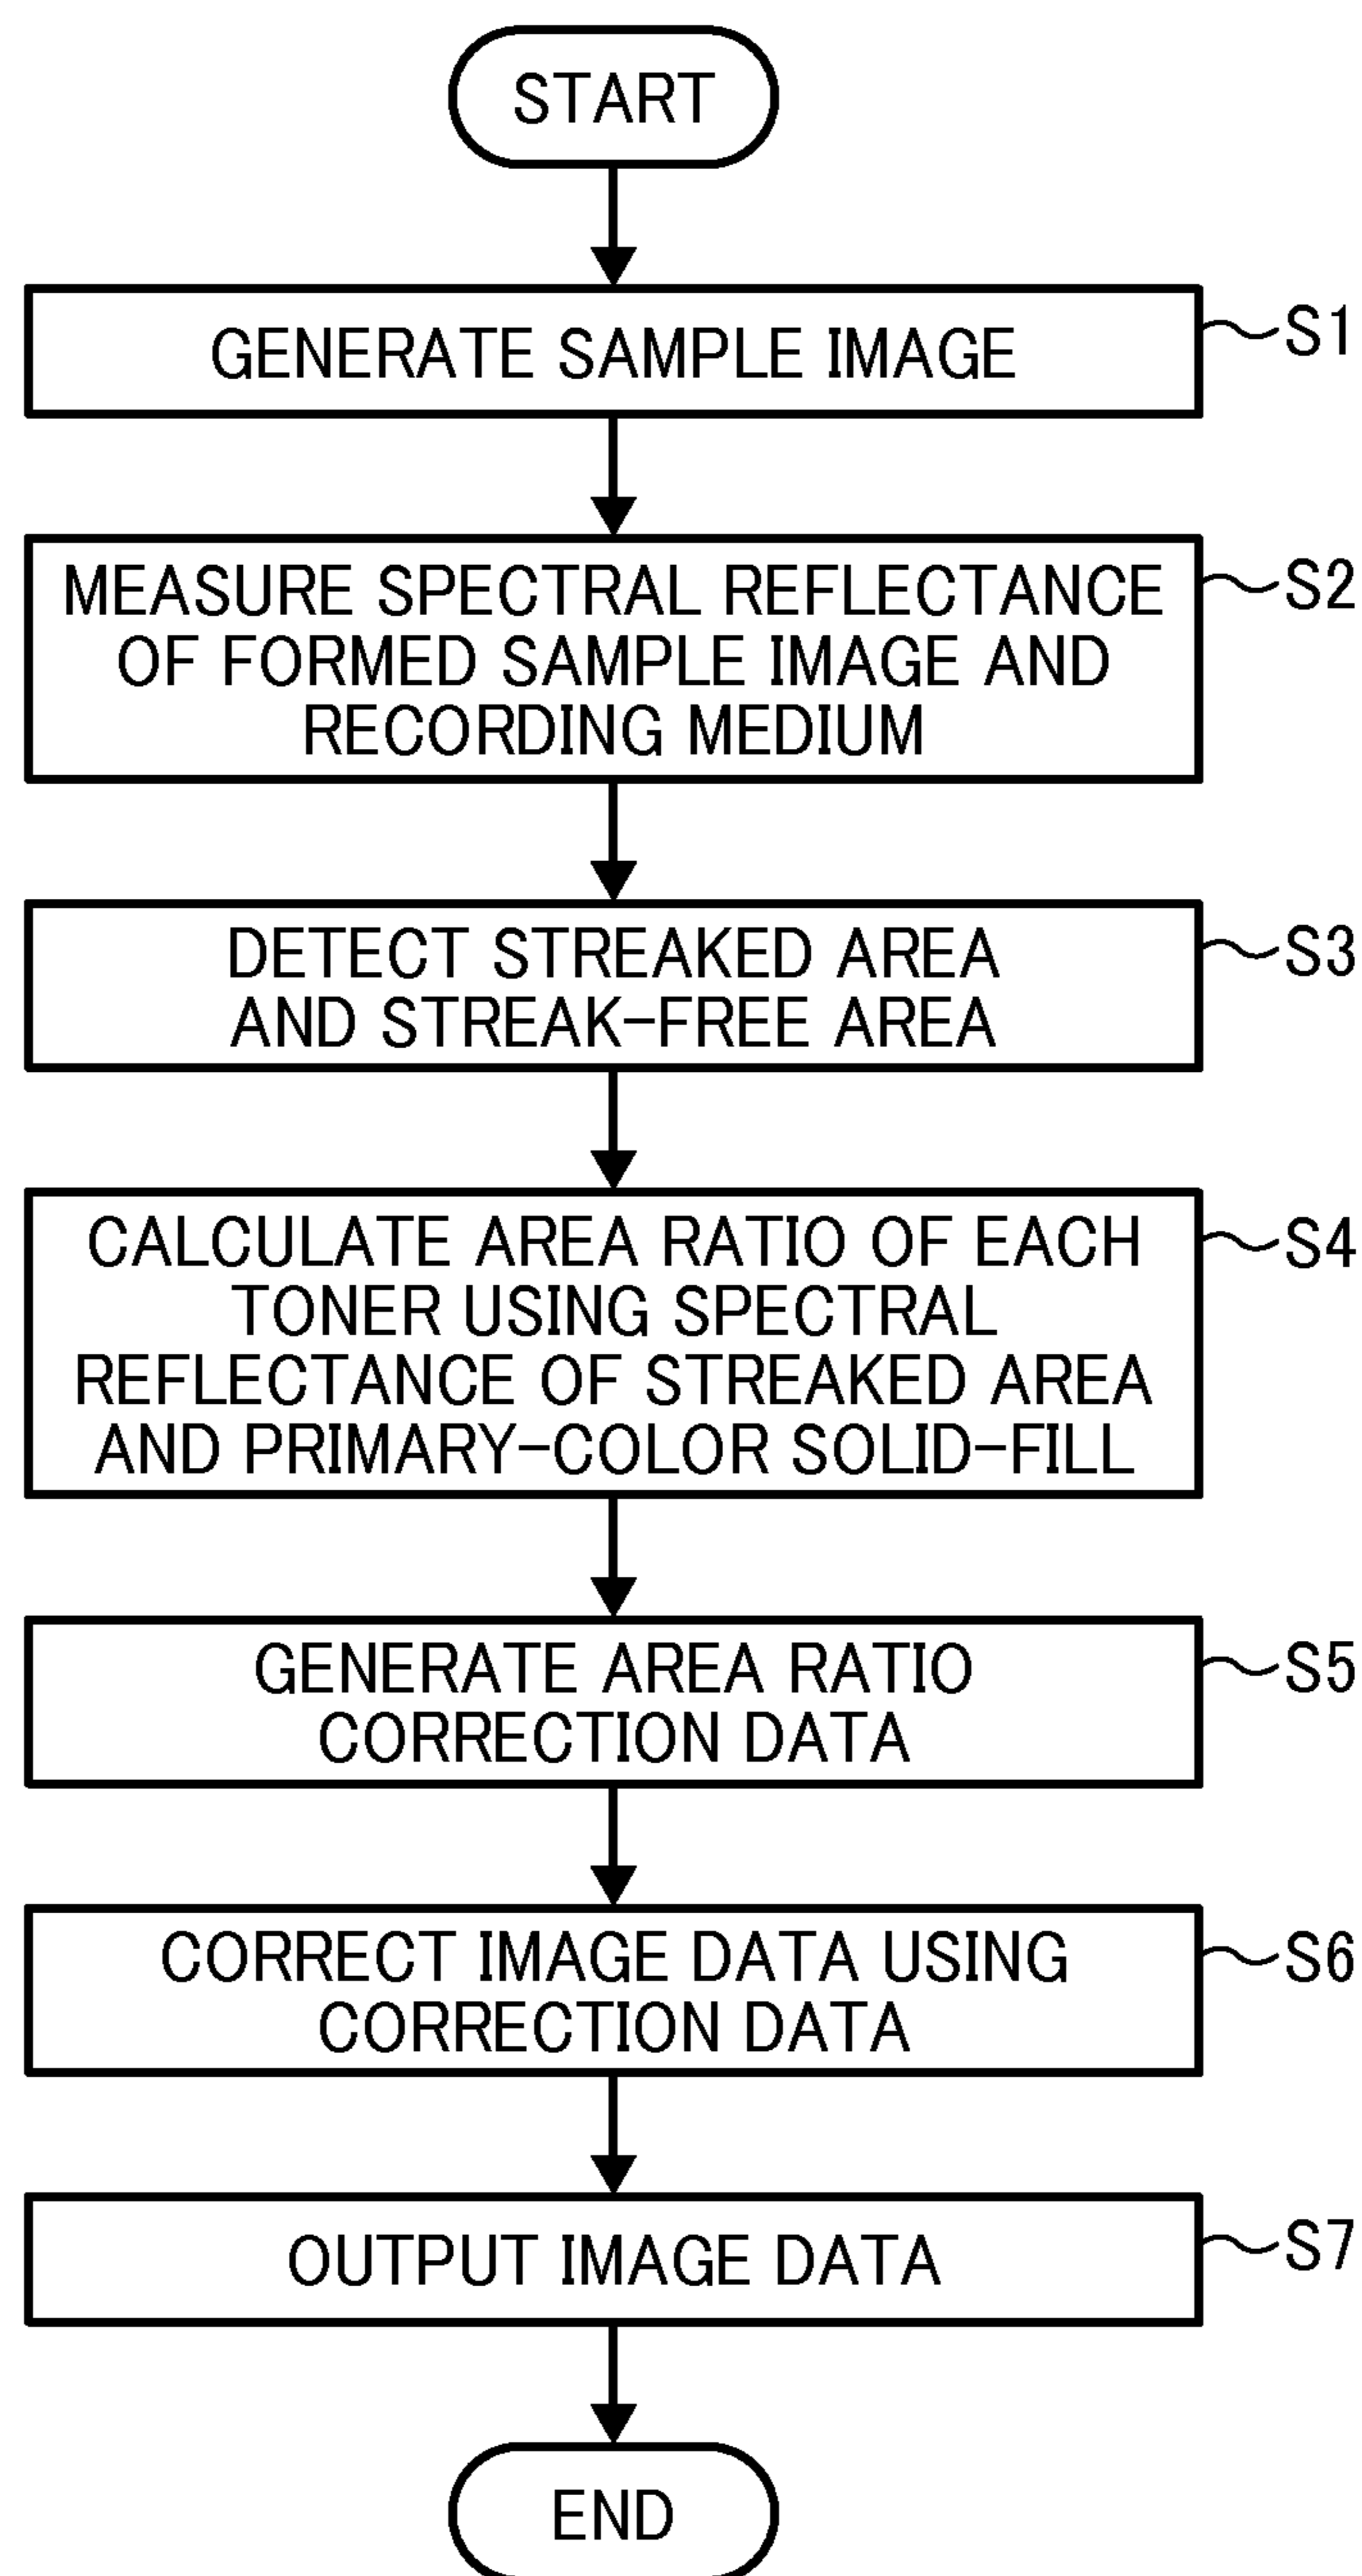 START
GENERATE SAMPLE IMAGE
S1
MEASURE SPECTRAL REFLECTANCE
OF FORMED SAMPLE IMAGE AND
RECORDING MEDIUM
S2
DETECT STREAKED AREA
AND STREAK-FREE AREA
S3
CALCULATE AREA RATIO OF EACH
TONER USING SPECTRAL
REFLECTANCE OF STREAKED AREA
AND PRIMARY-COLOR SOLID-FILL
S4
GENERATE AREA RATIO
CORRECTION DATA
S5
CORRECT IMAGE DATA USING
CORRECTION DATA
S6
OUTPUT IMAGE DATA
S7
END